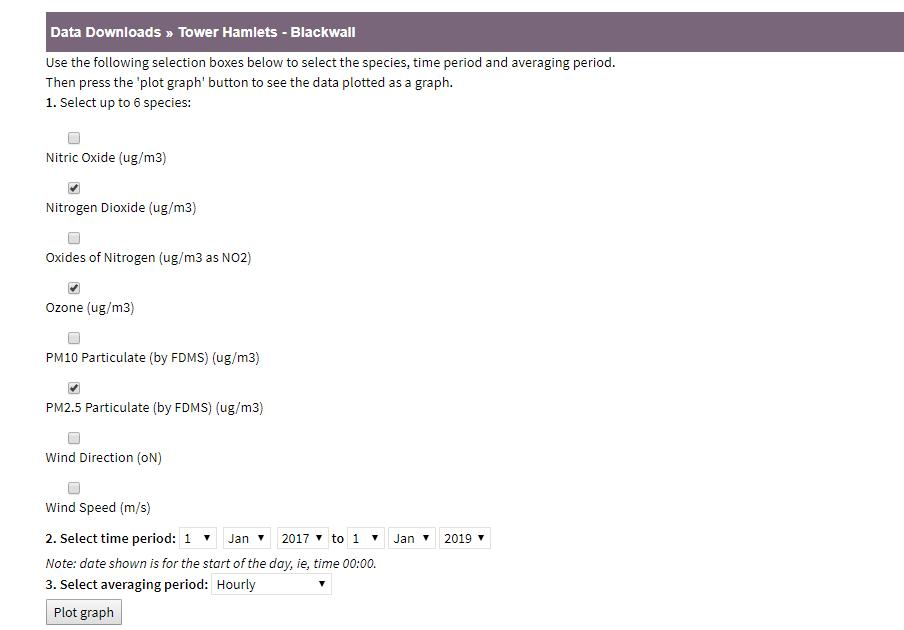 Data Downloads » Tower Hamlets - Blackwall
Use the following selection boxes below to select the species, time period and averaging period.
Then press the 'plot graph' button to see the data plotted as a graph.
1. Select up to 6 species:
Nitric Oxide (ug/m3)
Nitrogen Dioxide (ug/m3)
Oxides of Nitrogen (ug/m3 as NO2)
Ozone (ug/m3)
PM10 Particulate (by FDMS) (ug/m3)
PM2.5 Particulate (by FDMS) (ug/m3)
Wind Direction (oN)
Wind Speed (m/s)
2. Select time period: 1 Jan 2017 to 1 Jan 2019
Note: date shown is for the start of the day, ie, time 00:00.
3. Select averaging period: Hourly
Plot graph